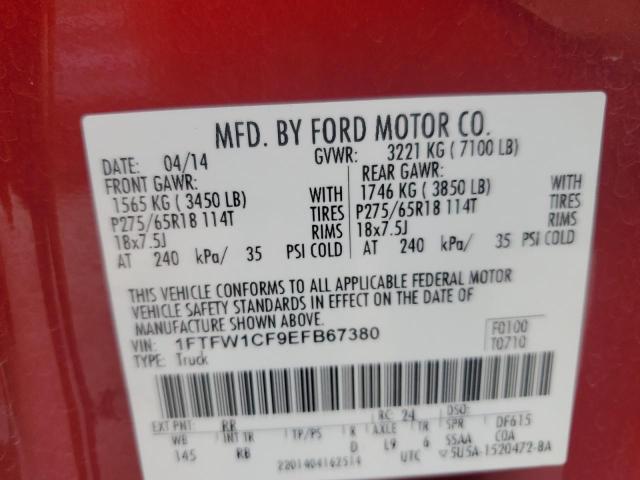 MFD. BY FORD MOTOR CO.
DATE: 04/14 GVWR: 3221 KG ( 7100 LB)
FRONT GAWR: REAR GAWR:
1565 KG ( 3450 LB) WITH 1746 KG ( 3850 LB) WITH
P275/65R18 114T TIRES P275/65R18 114T TIRES
18x7.5J RIMS 18x7.5J RIMS
AT 240 kPa/ 35 PSI COLD AT 240 kPa/ 35 PSI COLD
THIS VEHICLE CONFORMS TO ALL APPLICABLE FEDERAL MOTOR
VEHICLE SAFETY STANDARDS IN EFFECT ON THE DATE OF
MANUFACTURE SHOWN ABOVE.
VIN: 1FTFW1CF9EFB67380 F0100
TYPE: Truck T0710
EXT PNT: RR RC: 24 DSO:
WB INT TR TP/PS R AXLE TR SPR DF615
145 RB D L9 6 SSAA COA
2201404162514 UTC 5U5A-1520472-BA